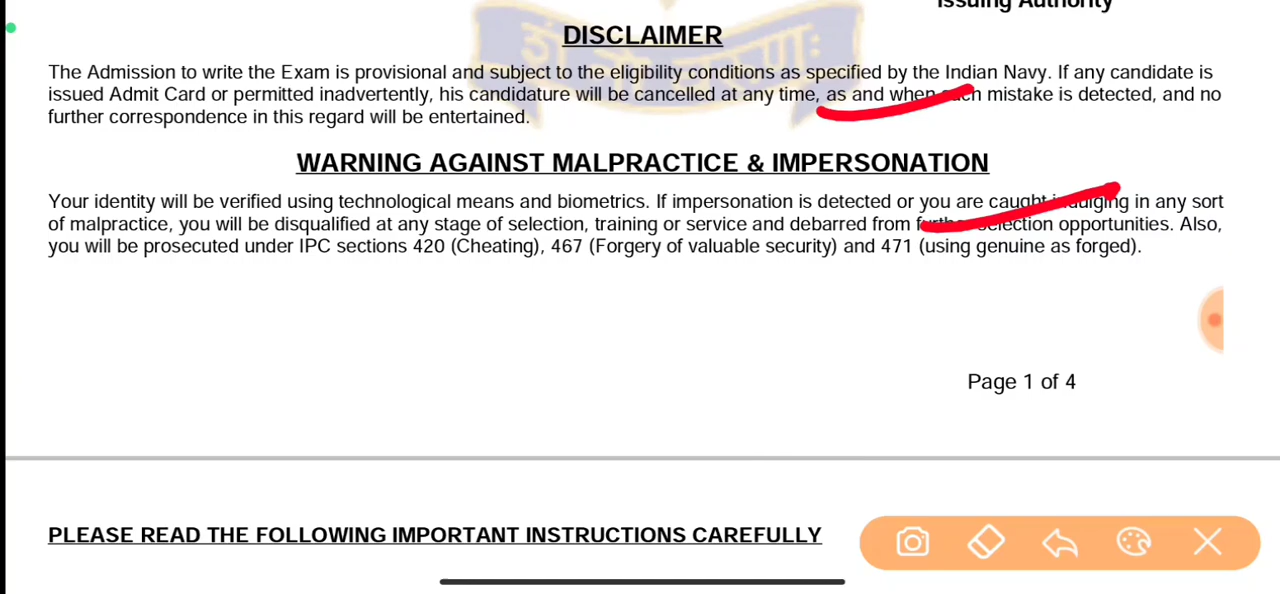 Issuing Authority
DISCLAIMER
The Admission to write the Exam is provisional and subject to the eligibility conditions as specified by the Indian Navy. If any candidate is
issued Admit Card or permitted inadvertently, his candidature will be cancelled at any time, as and when such mistake is detected, and no
further correspondence in this regard will be entertained.
WARNING AGAINST MALPRACTICE & IMPERSONATION
Your identity will be verified using technological means and biometrics. If impersonation is detected or you are caught indulging in any sort
of malpractice, you will be disqualified at any stage of selection, training or service and debarred from further selection opportunities. Also,
you will be prosecuted under IPC sections 420 (Cheating), 467 (Forgery of valuable security) and 471 (using genuine as forged).
Page 1 of 4
PLEASE READ THE FOLLOWING IMPORTANT INSTRUCTIONS CAREFULLY